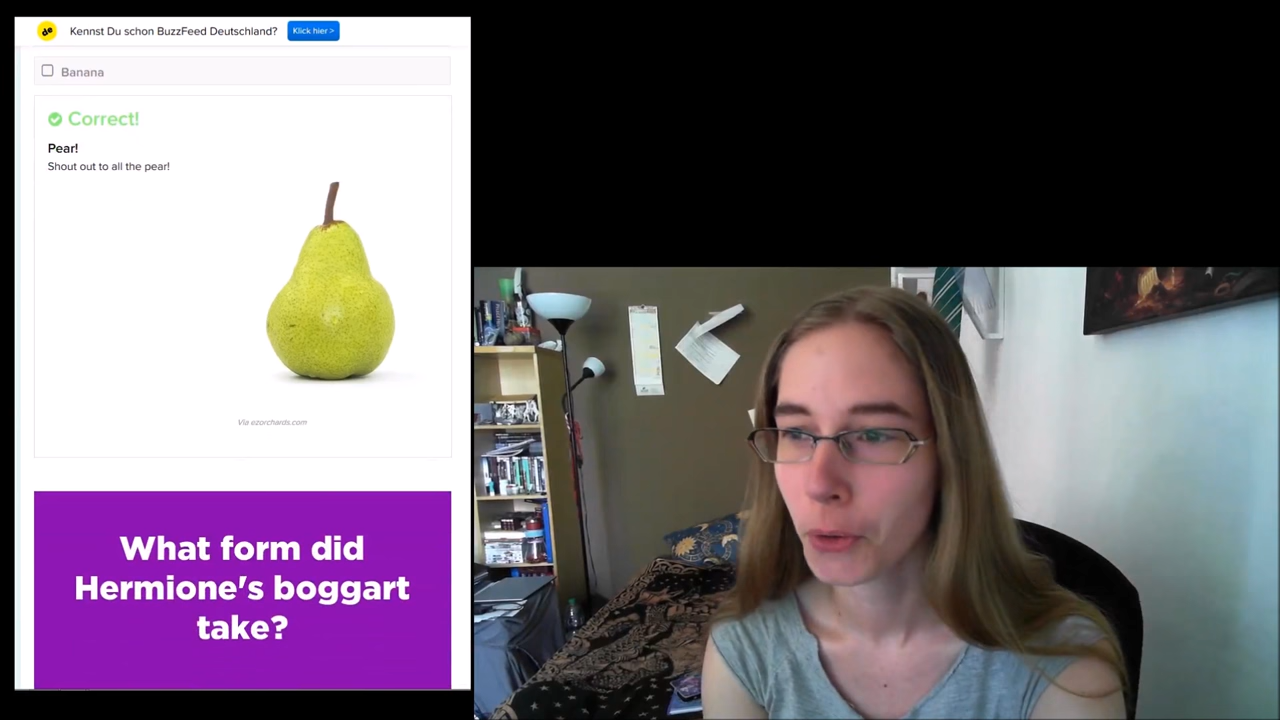 de
Kennst Du schon BuzzFeed Deutschland?
Klick hier >
Banana
Correct!
Pear!
Shout out to all the pear!
Via ezorchards.com
What form did
Hermione's boggart
take?